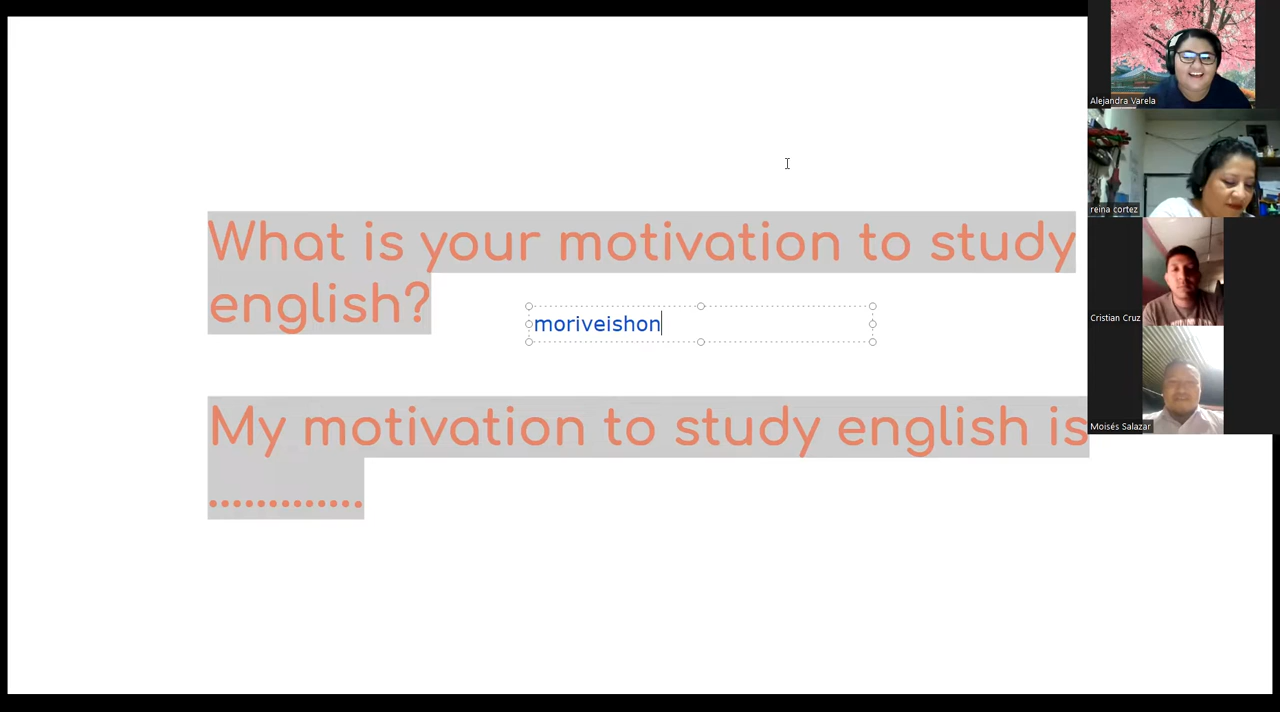 What is your motivation to study
english?
moriveishon
My motivation to study english is
.............
Alejandra Varela
reina cortez
Cristian Cruz
Moisés Salazar